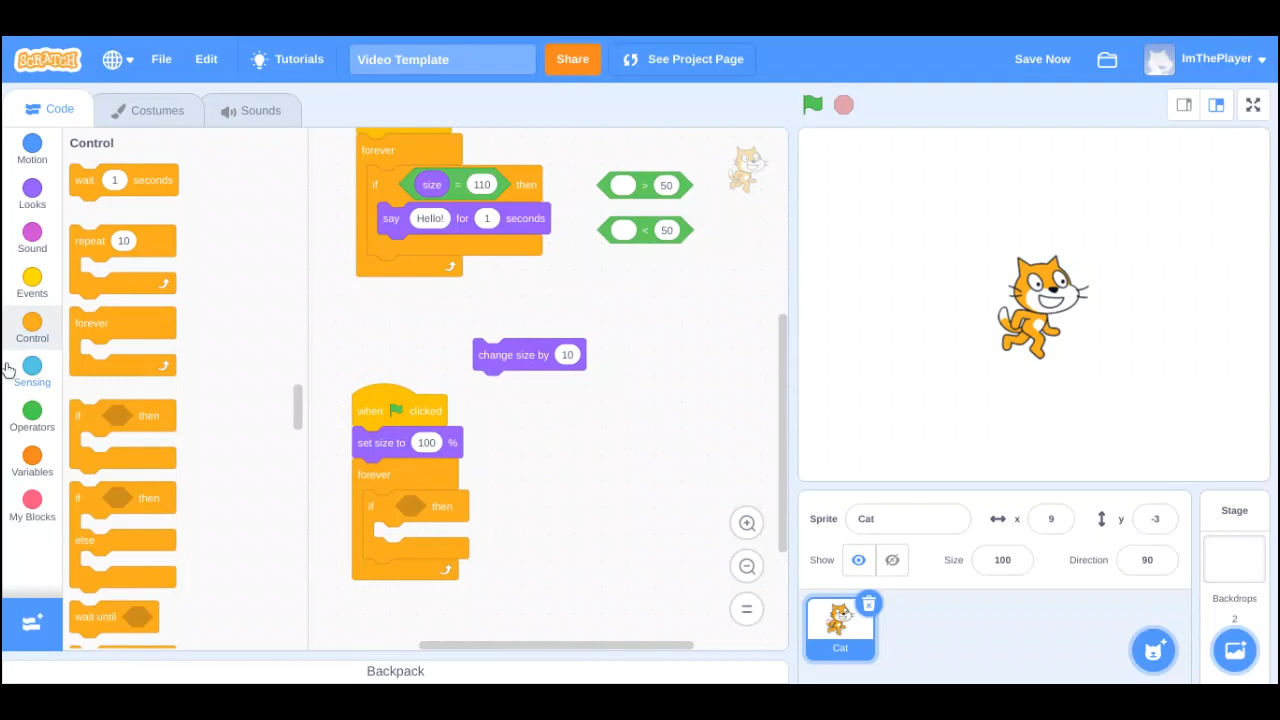 SCRATCH File Edit Tutorials Video Template Share See Project Page Save Now ImThePlayer
Code Costumes Sounds
Motion
Looks
Sound
Events
Control
Sensing
Operators
Variables
My Blocks
Control
wait 1 seconds
repeat 10
forever
if then
if then
else
wait until
forever
if size = 110 then
say Hello! for 1 seconds
> 50
< 50
change size by 10
when clicked
set size to 100 %
forever
if then
Sprite Cat x 9 y -3
Show Size 100 Direction 90
Cat
Stage
Backdrops
2
Backpack